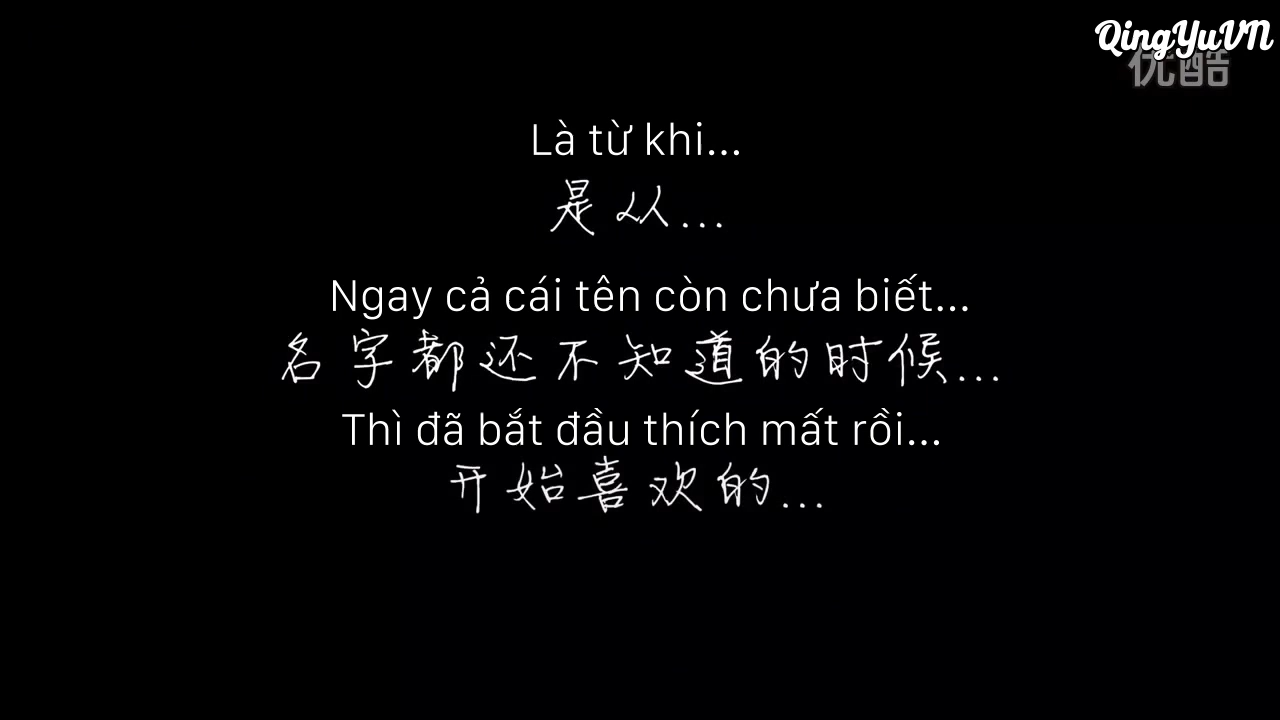 QingYuVN
优酷
Là từ khi...
是从...
Ngay cả cái tên còn chưa biết...
名字都还不知道的时候...
Thì đã bắt đầu thích mất rồi...
开始喜欢的...